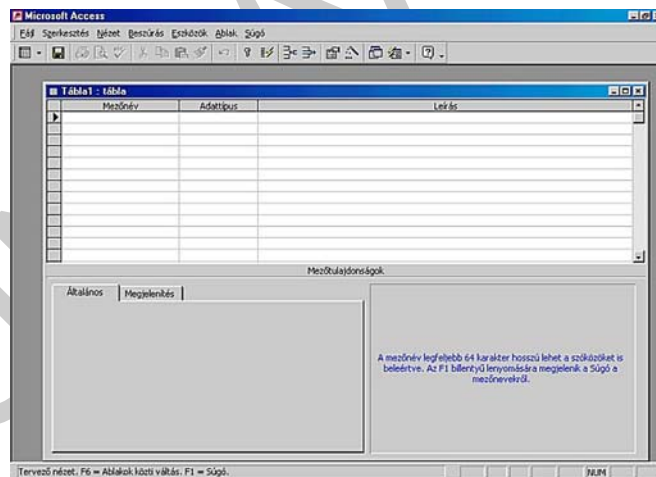 Microsoft Access
Fájl Szerkesztés Nézet Beszúrás Eszközök Ablak Súgó
Tábla1 : tábla
Mezőnév Adattípus Leírás
Mezőtulajdonságok
Általános Megjelenítés
A mezőnév legfeljebb 64 karakter hosszú lehet a szóközöket is
beleértve. Az F1 billentyű lenyomására megjelenik a Súgó a
mezőnevekről.
Tervező nézet. F6 = Ablakok közti váltás. F1 = Súgó.
NUM